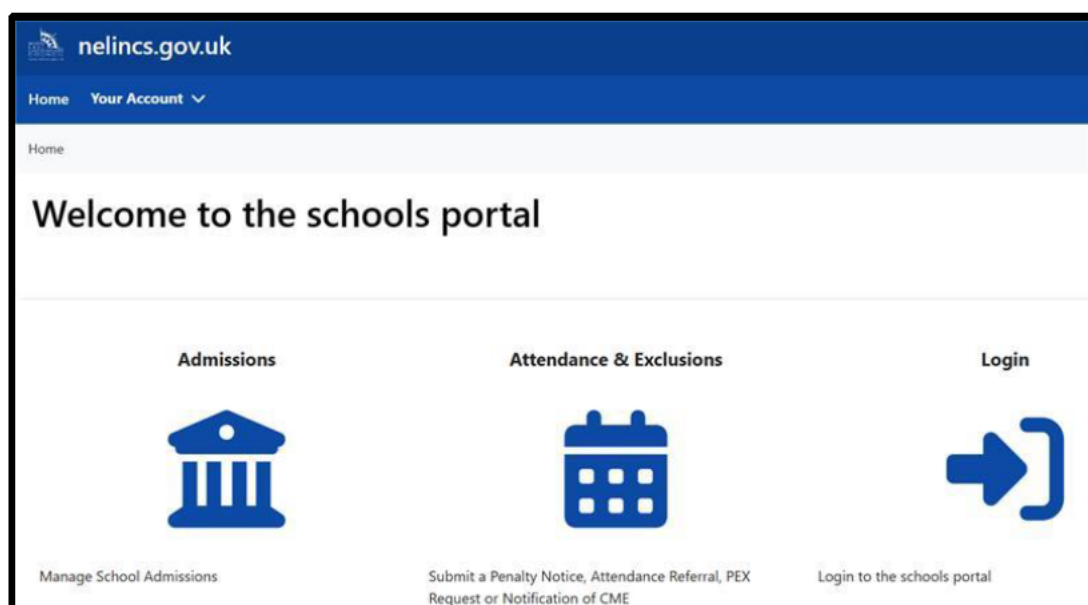 nelincs.gov.uk
Home Your Account
Home
Welcome to the schools portal
Admissions
Attendance & Exclusions
Login
Manage School Admissions
Submit a Penalty Notice, Attendance Referral, PEX
Request or Notification of CME
Login to the schools portal